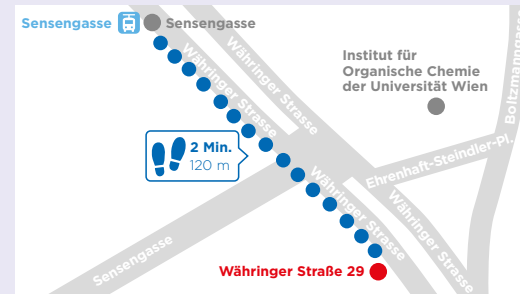 Sensengasse
Sensengasse
Währinger Strasse
Währinger Strasse
Institut für
Organische Chemie
der Universität Wien
Boltzmanngasse
2 Min.
120 m
Ehrenhaft-Steindler-Pl.
Währinger Strasse
Währinger Strasse
Sensengasse
Währinger Straße 29